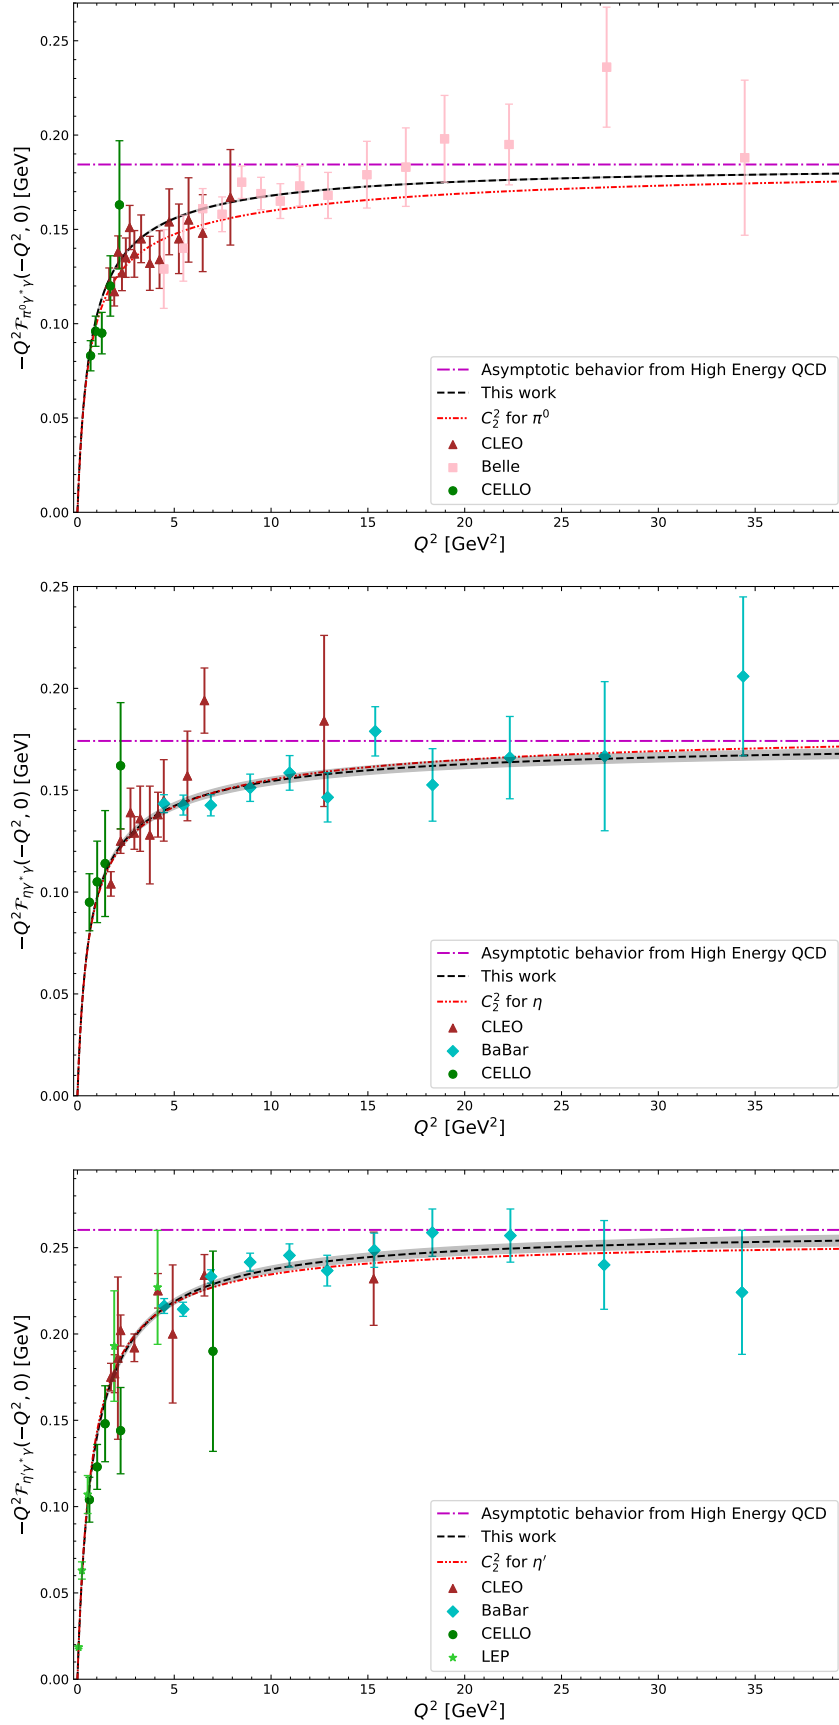 0.25
0.20
0.15
0.10
0.05
0.00
−Q²ℱπ⁰γ*γ(−Q², 0) [GeV]
Asymptotic behavior from High Energy QCD
This work
C₂² for π⁰
CLEO
Belle
CELLO
0 5 10 15 20 25 30 35
Q² [GeV²]
0.25
0.20
0.15
0.10
0.05
0.00
−Q²ℱηγ*γ(−Q², 0) [GeV]
Asymptotic behavior from High Energy QCD
This work
C₂² for η
CLEO
BaBar
CELLO
0 5 10 15 20 25 30 35
Q² [GeV²]
0.25
0.20
0.15
0.10
0.05
0.00
−Q²ℱη′γ*γ(−Q², 0) [GeV]
Asymptotic behavior from High Energy QCD
This work
C₂² for η′
CLEO
BaBar
CELLO
LEP
0 5 10 15 20 25 30 35
Q² [GeV²]